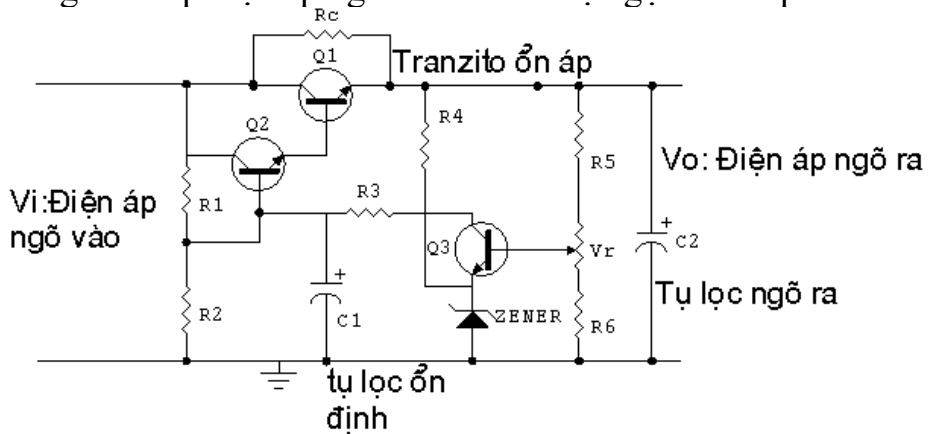 Rc
Q1
Tranzito ổn áp
Q2
R4
R5
Vo: Điện áp ngõ ra
Vi:Điện áp
ngõ vào
R1
R3
Q3
Vr
C2
Tụ lọc ngõ ra
R2
C1
ZENER
R6
tụ lọc ổn
định